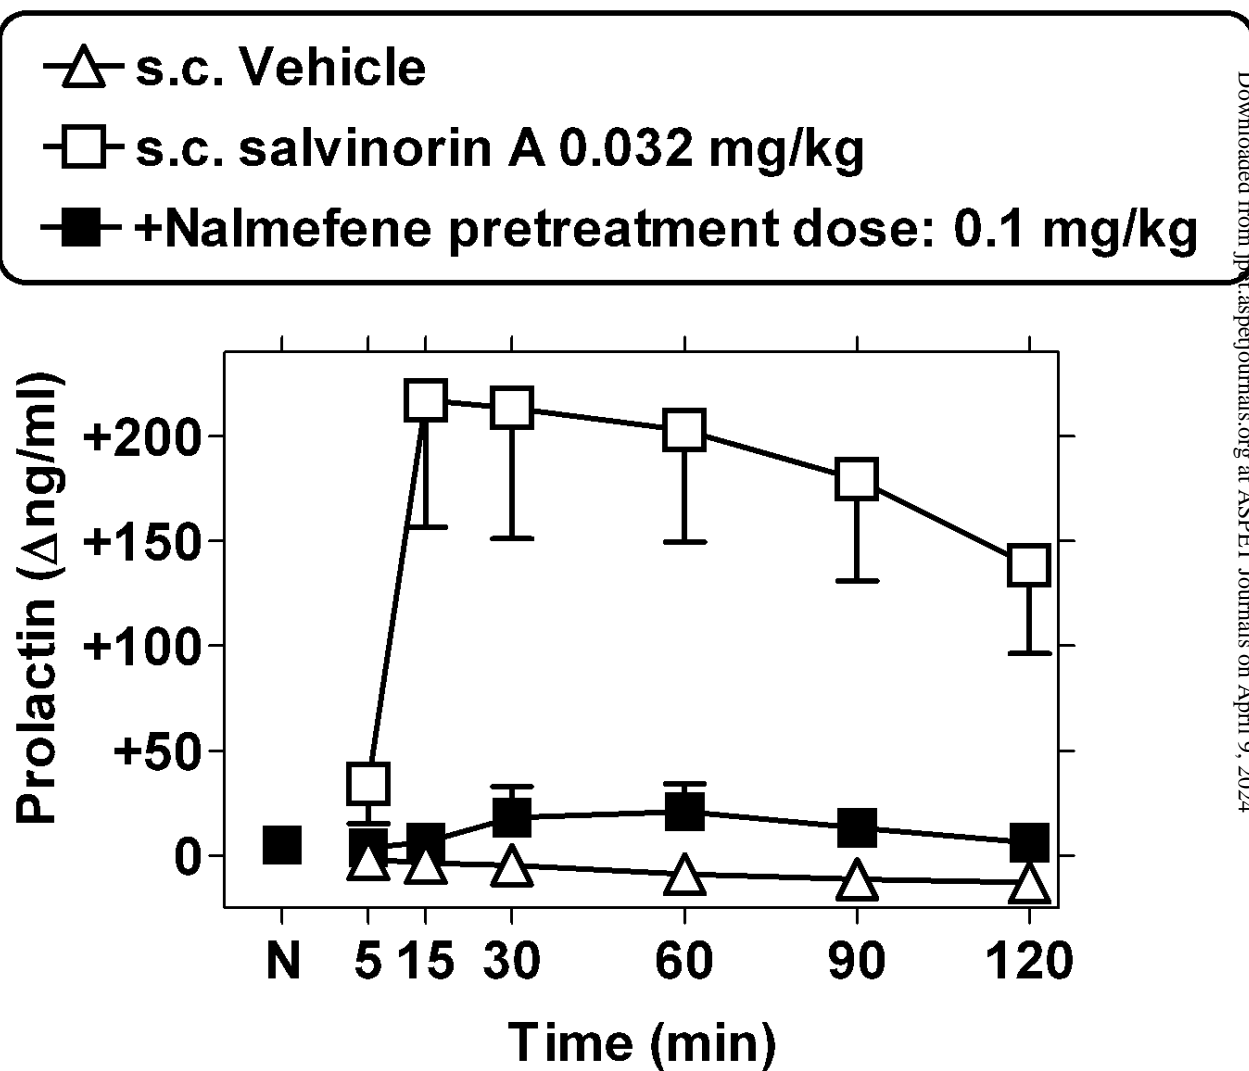 s.c. Vehicle
s.c. salvinorin A 0.032 mg/kg
+Nalmefene pretreatment dose: 0.1 mg/kg
Downloaded from jpet.aspetjournals.org at ASPET Journals on April 9, 2024
Prolactin (Δng/ml)
+200
+150
+100
+50
0
N 5 15 30 60 90 120
Time (min)